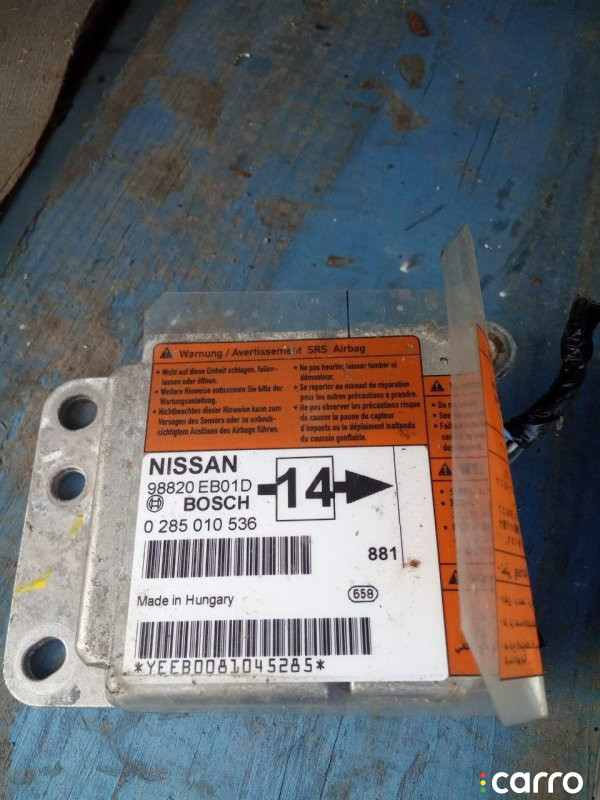 Warnung / Avertissement SRS Airbag
• Nicht auf diese Einheit schlagen, fallen-
lassen oder öffnen.
• Weitere Hinweise entnehmen Sie bitte der
Wartungsanleitung.
• Nichtbeachten dieser Hinweise kann zum
Versagen des Sensors oder zu unbeab-
sichtigtem Auslösen des Airbags führen.
• Ne pas heurter, laisser tomber ni
démonteur.
• Se reporter au manuel de réparation
pour les autres précautions à prendre.
• Ne pas observer les précautions risque
de causer la panne du capteur
d'impacts ou le déploiement inattendu
du coussin gonflable.
NISSAN
98820 EB01D
14
BOSCH
0 285 010 536
881
Made in Hungary
558
*YEEB0081045285*
carro